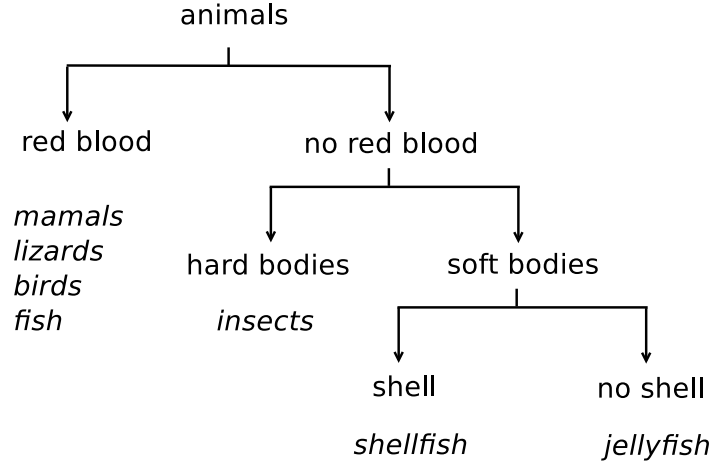 animals
red blood
no red blood
mamals
lizards
birds
fish
hard bodies
soft bodies
insects
shell
no shell
shellfish
jellyfish